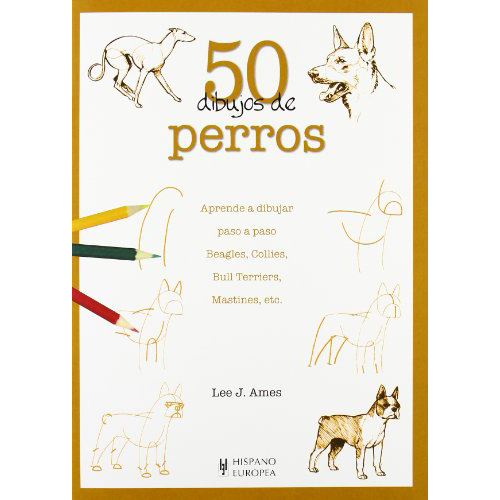 50
dibujos de
perros
Aprende a dibujar
paso a paso
Beagles, Collies,
Bull Terriers,
Mastines, etc.
Lee J. Ames
HISPANO
EUROPEA